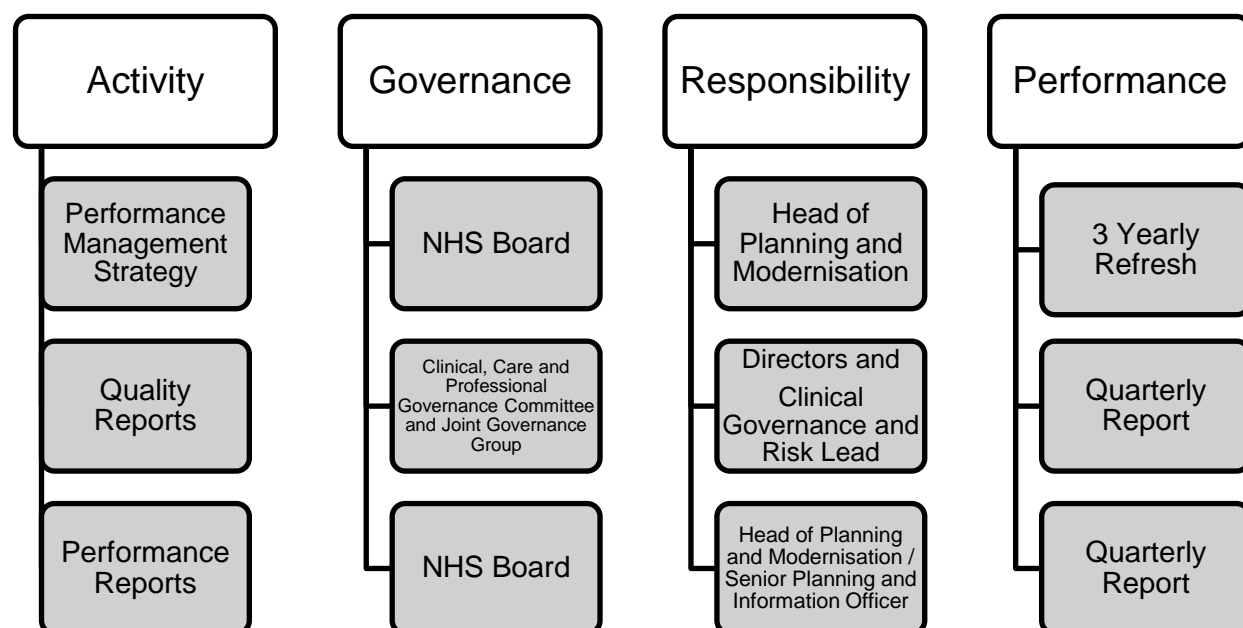 Activity
Performance
Management
Strategy
Quality
Reports
Performance
Reports
Governance
NHS Board
Clinical, Care and
Professional
Governance Committee
and Joint Governance
Group
NHS Board
Responsibility
Head of
Planning and
Modernisation
Directors and
Clinical
Governance and
Risk Lead
Head of Planning
and Modernisation /
Senior Planning and
Information Officer
Performance
3 Yearly
Refresh
Quarterly
Report
Quarterly
Report